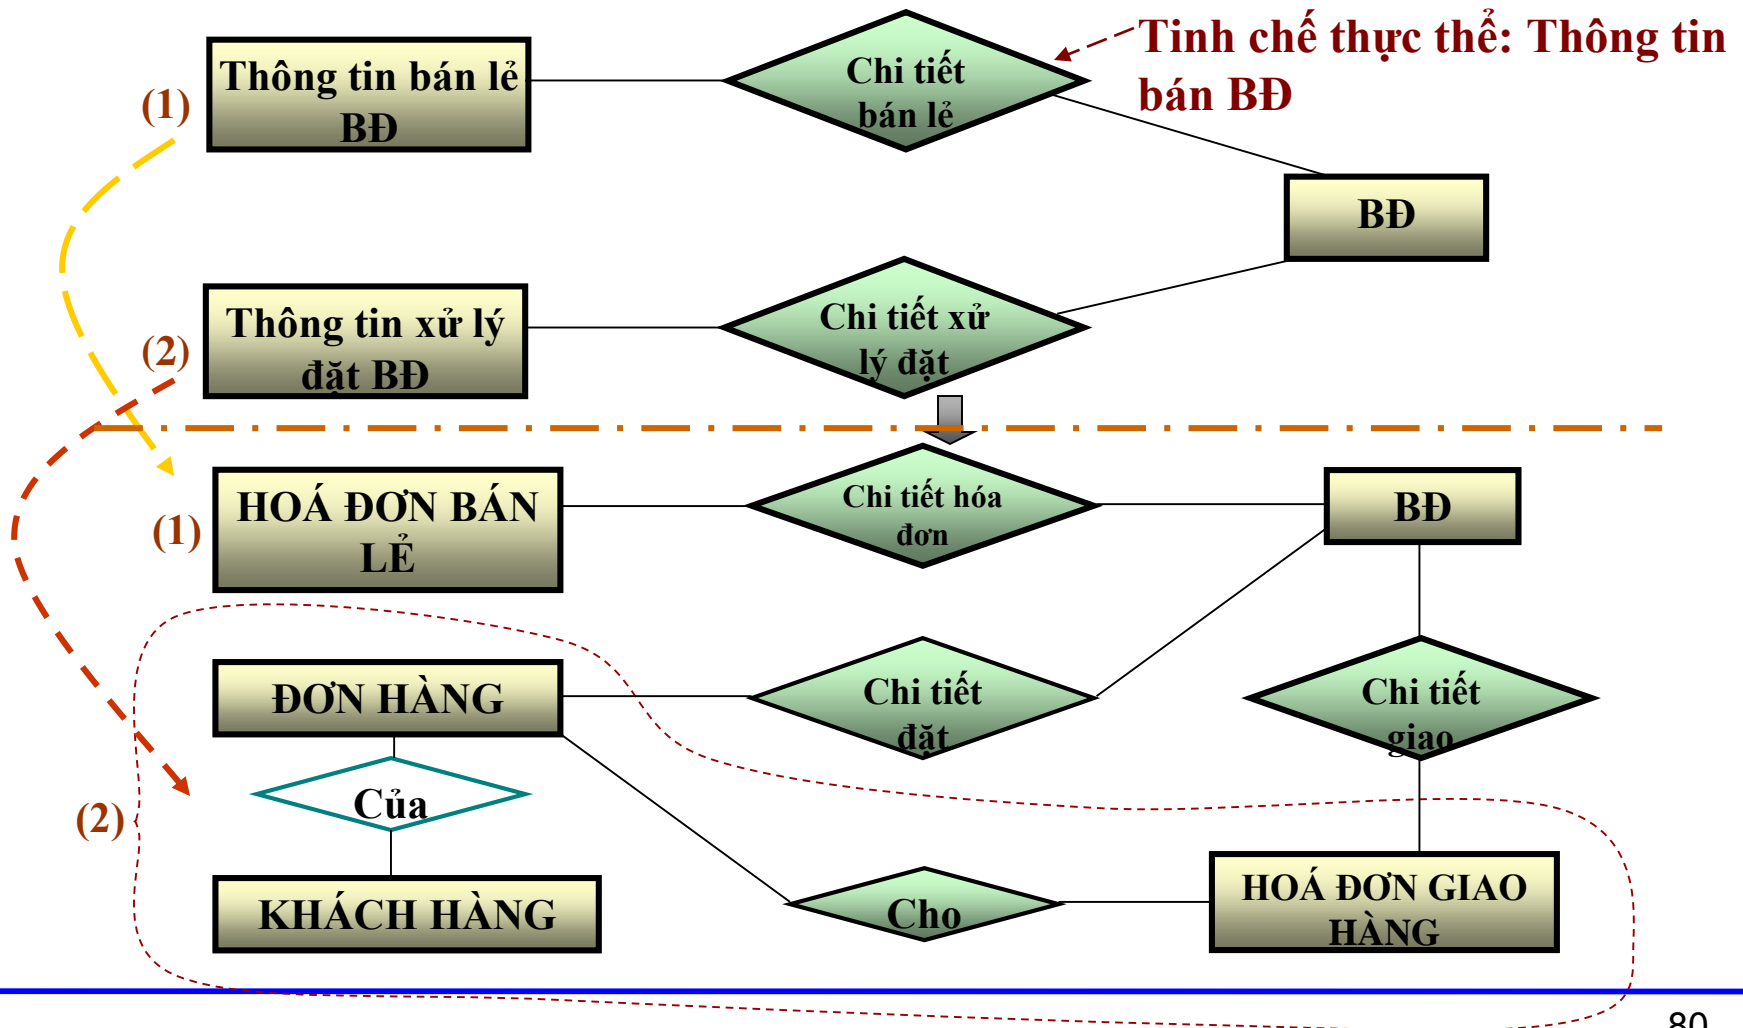 Thông tin bán lẻ
BĐ
(1)
Chi tiết
bán lẻ
Tinh chế thực thể: Thông tin
bán BĐ
BĐ
Thông tin xử lý
đặt BĐ
(2)
Chi tiết xử
lý đặt
HOÁ ĐƠN BÁN
LẺ
(1)
Chi tiết hóa
đơn
BĐ
ĐƠN HÀNG
Chi tiết
đặt
Chi tiết
giao
Của
(2)
KHÁCH HÀNG
Cho
HOÁ ĐƠN GIAO
HÀNG
80